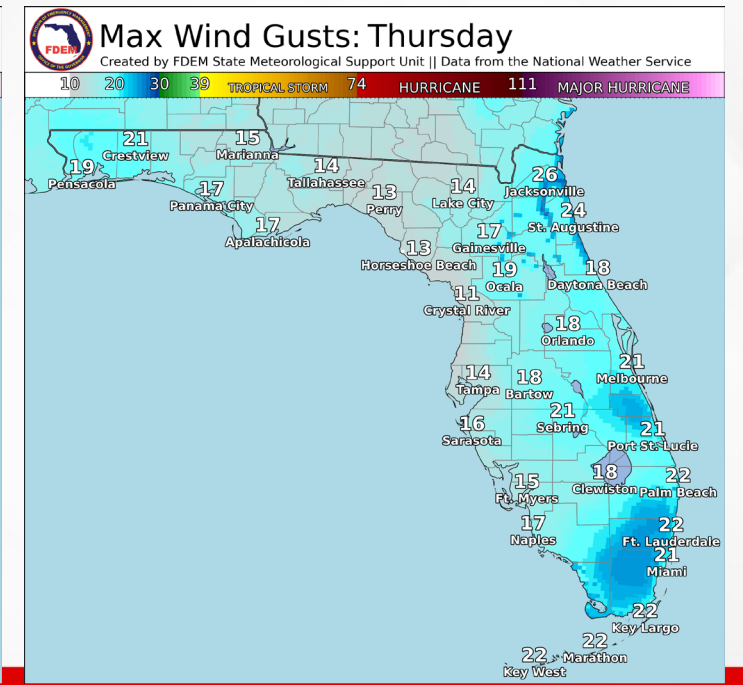 DIVISION OF EMERGENCY MANAGEMENT
FDEM
Max Wind Gusts: Thursday
Created by FDEM State Meteorological Support Unit || Data from the National Weather Service
10 20 30 39 TROPICAL STORM 74 HURRICANE 111 MAJOR HURRICANE
21
Crestview
15
Marianna
19
Pensacola
14
Tallahassee
26
Jacksonville
17
Panama City
13
Perry
14
Lake City
24
St. Augustine
17
Apalachicola
17
Gainesville
13
Horseshoe Beach
19
Ocala
18
Daytona Beach
11
Crystal River
18
Orlando
21
Melbourne
14
Tampa
18
Bartow
16
Sarasota
21
Sebring
21
Port St. Lucie
15
Ft. Myers
18
Clewiston
22
Palm Beach
17
Naples
22
Ft. Lauderdale
21
Miami
22
Key Largo
22
Marathon
22
Key West